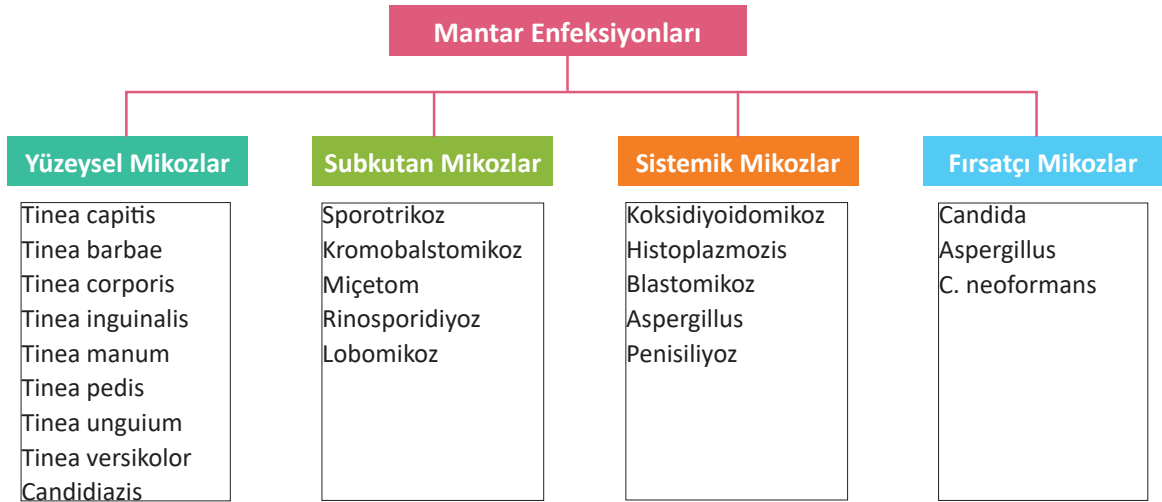 Mantar Enfeksiyonları
Yüzeysel Mikozlar
Tinea capitis
Tinea barbae
Tinea corporis
Tinea inguinalis
Tinea manum
Tinea pedis
Tinea unguium
Tinea versikolor
Candidiazis
Subkutan Mikozlar
Sporotrikoz
Kromobalstomikoz
Miçetom
Rinosporidiyoz
Lobomikoz
Sistemik Mikozlar
Koksidiyoidomikoz
Histoplazmozis
Blastomikoz
Aspergillus
Penisiliyoz
Fırsatçı Mikozlar
Candida
Aspergillus
C. neoformans